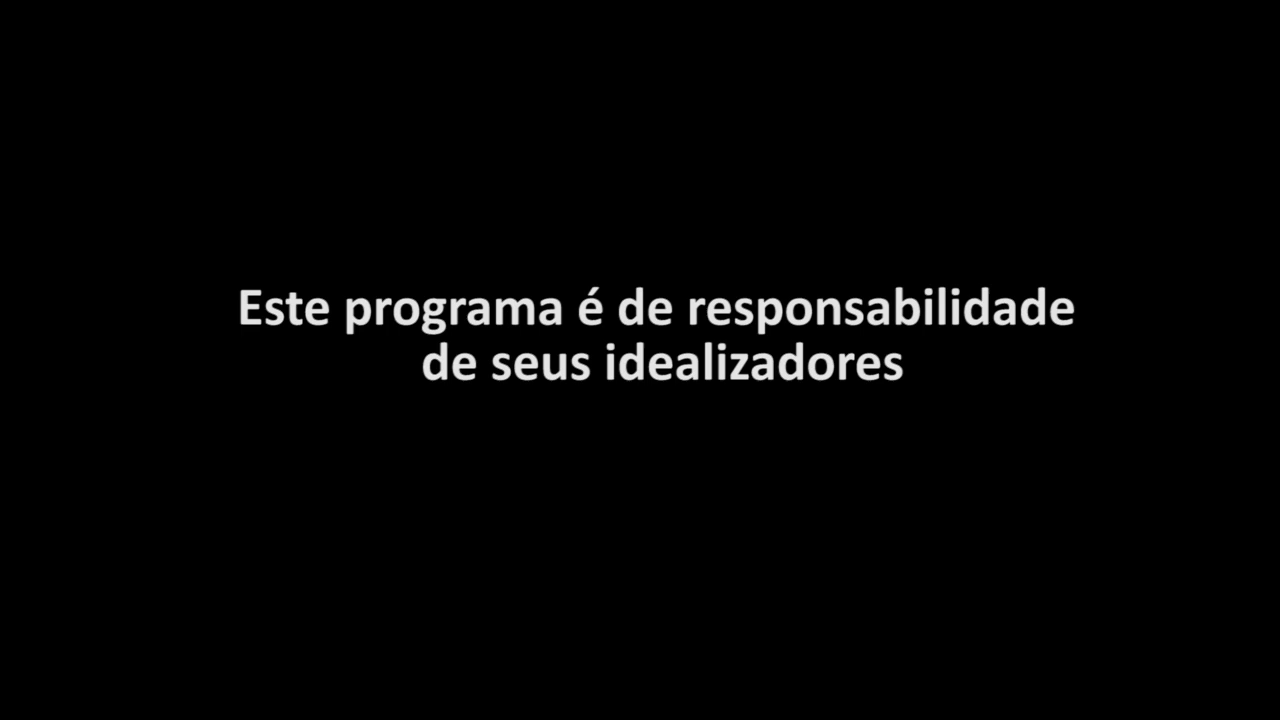 Este programa é de responsabilidade
de seus idealizadores